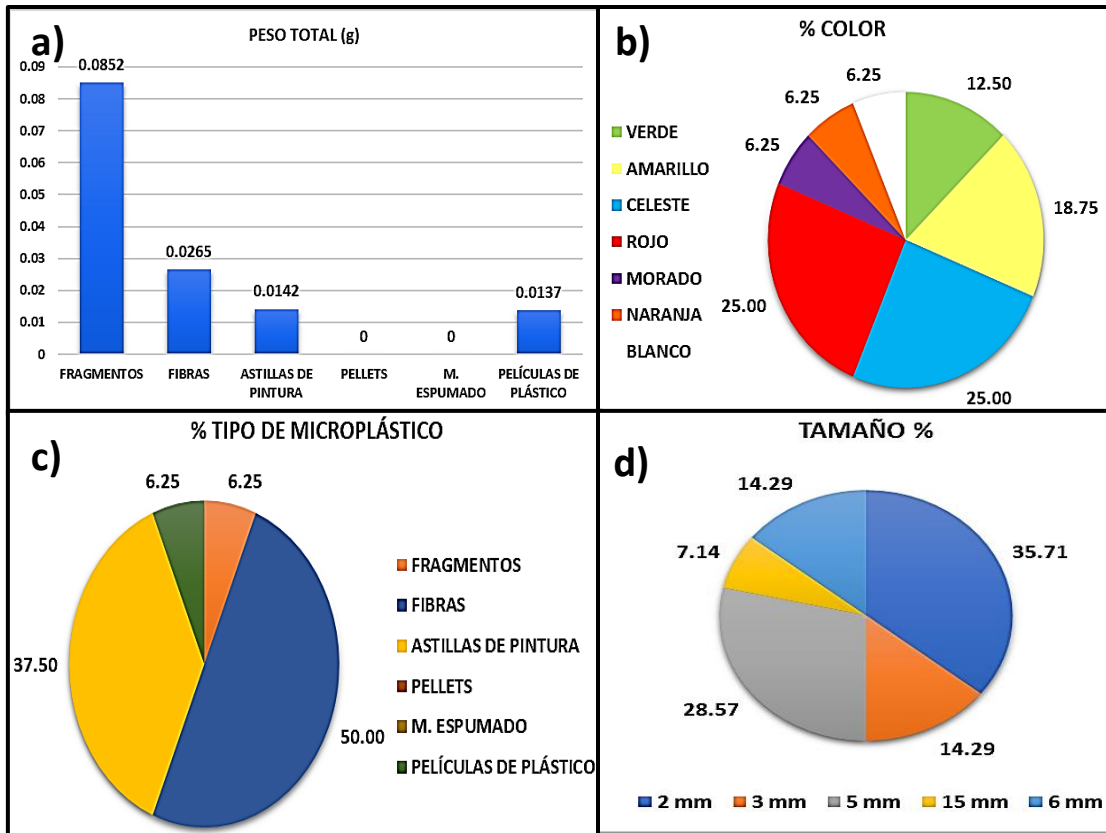 a)
PESO TOTAL (g)
0.09
0.08
0.07
0.06
0.05
0.04
0.03
0.02
0.01
0
0.0852
0.0265
0.0142
0
0
0.0137
FRAGMENTOS
FIBRAS
ASTILLAS DE
PINTURA
PELLETS
M.
ESPUMADO
PELÍCULAS DE
PLÁSTICO
b)
% COLOR
VERDE
AMARILLO
CELESTE
ROJO
MORADO
NARANJA
BLANCO
12.50
18.75
25.00
25.00
6.25
6.25
6.25
c)
% TIPO DE MICROPLÁSTICO
6.25
50.00
37.50
6.25
FRAGMENTOS
FIBRAS
ASTILLAS DE PINTURA
PELLETS
M. ESPUMADO
PELÍCULAS DE PLÁSTICO
d)
TAMAÑO %
35.71
14.29
28.57
7.14
14.29
2 mm 3 mm 5 mm 15 mm 6 mm